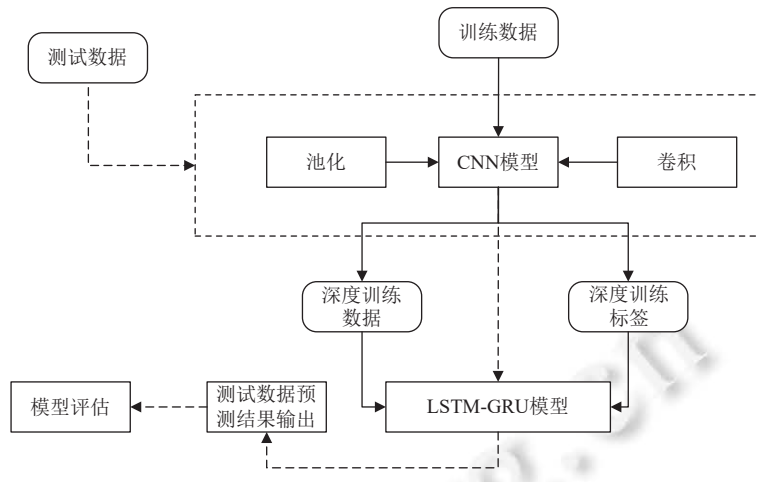 训练数据
测试数据
池化
CNN模型
卷积
深度训练
数据
深度训练
标签
模型评估
测试数据预
测结果输出
LSTM-GRU模型